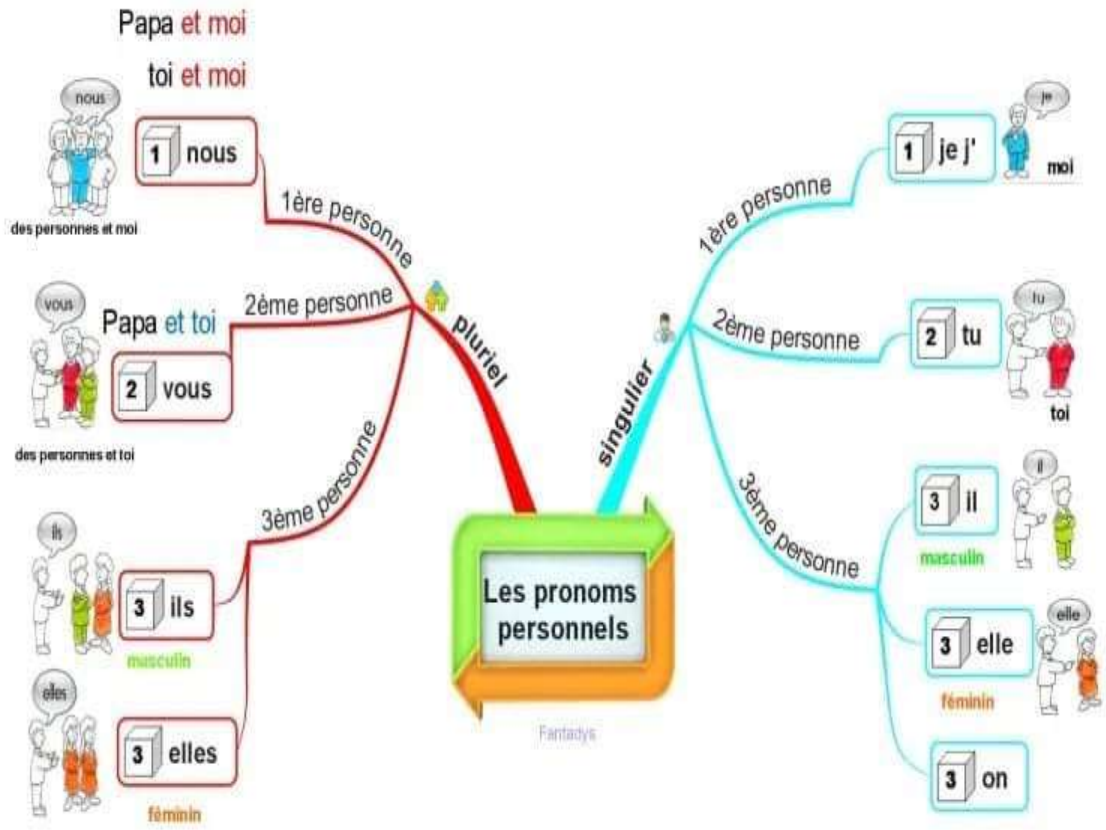 Les pronoms
personnels
Fantadys
pluriel
1ère personne
Papa et moi
toi et moi
nous
1 nous
des personnes et moi
2ème personne
vous
Papa et toi
2 vous
des personnes et toi
3ème personne
ils
3 ils
masculin
elles
3 elles
féminin
singulier
1ère personne
1 je j'
je
moi
2ème personne
2 tu
tu
toi
3ème personne
3 il
il
masculin
3 elle
elle
féminin
3 on